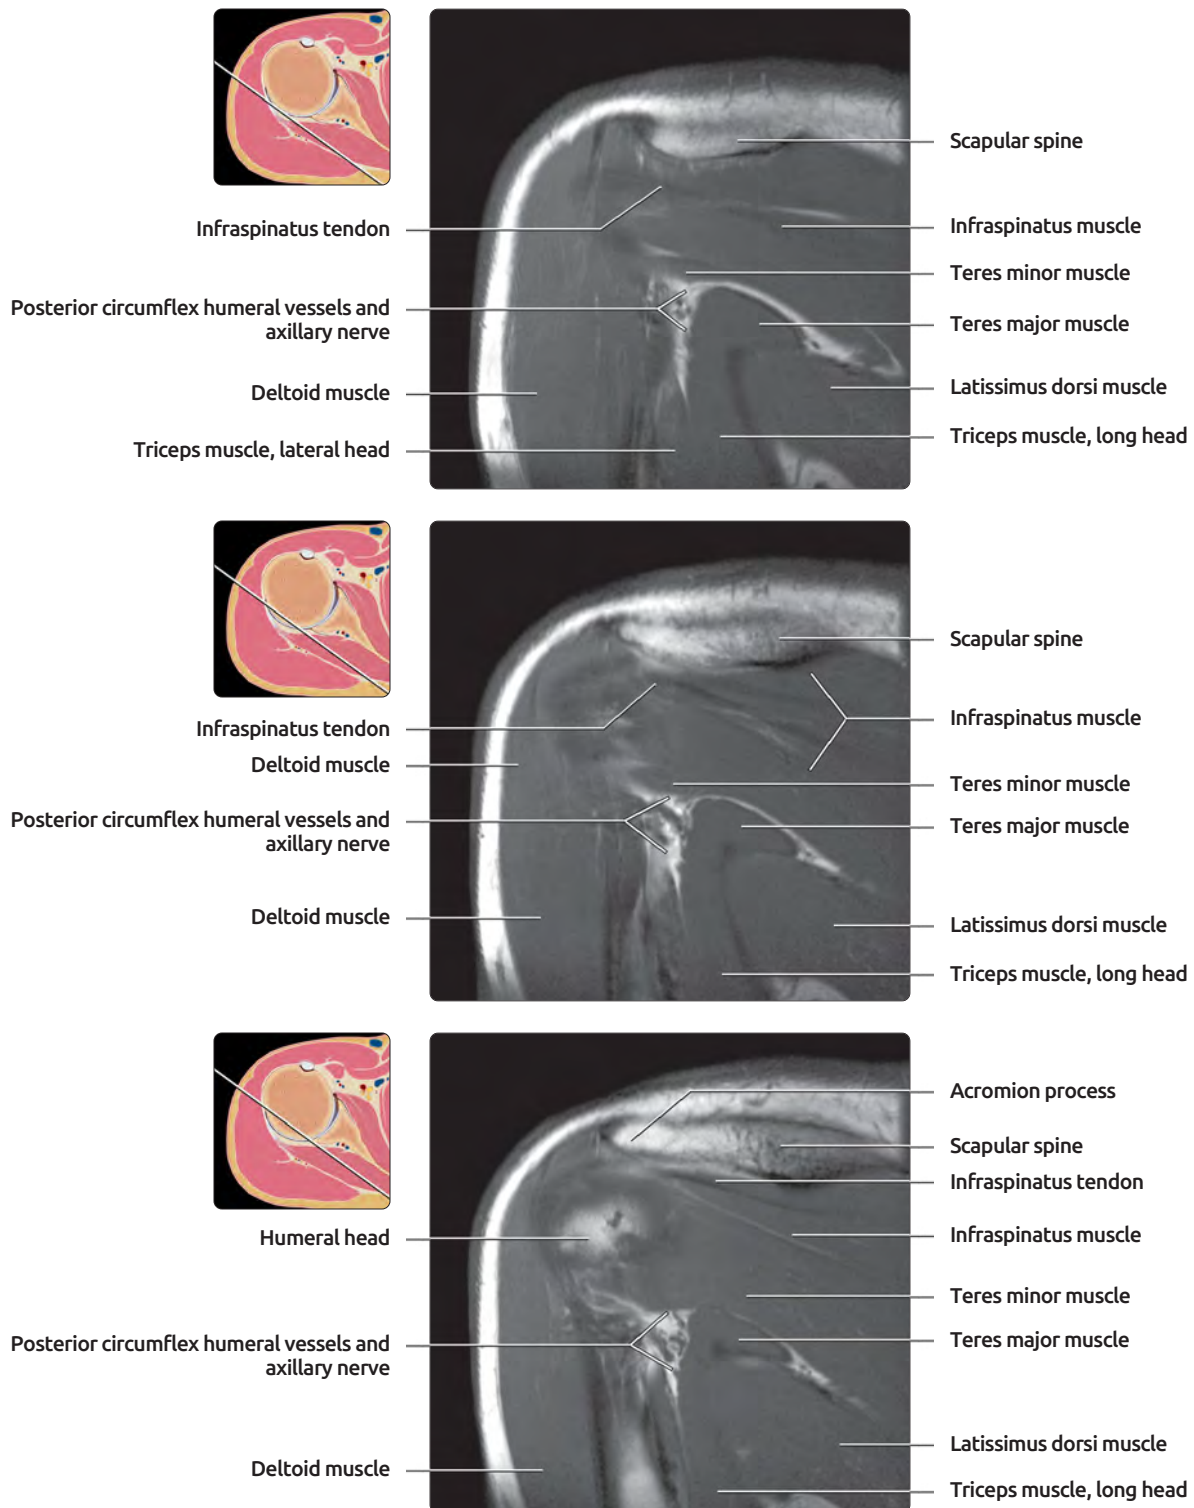 Scapular spine
Infraspinatus tendon
Infraspinatus muscle
Teres minor muscle
Posterior circumflex humeral vessels and
axillary nerve
Teres major muscle
Deltoid muscle
Latissimus dorsi muscle
Triceps muscle, lateral head
Triceps muscle, long head
Scapular spine
Infraspinatus tendon
Infraspinatus muscle
Deltoid muscle
Teres minor muscle
Posterior circumflex humeral vessels and
axillary nerve
Teres major muscle
Deltoid muscle
Latissimus dorsi muscle
Triceps muscle, long head
Acromion process
Scapular spine
Infraspinatus tendon
Humeral head
Infraspinatus muscle
Teres minor muscle
Posterior circumflex humeral vessels and
axillary nerve
Teres major muscle
Latissimus dorsi muscle
Deltoid muscle
Triceps muscle, long head